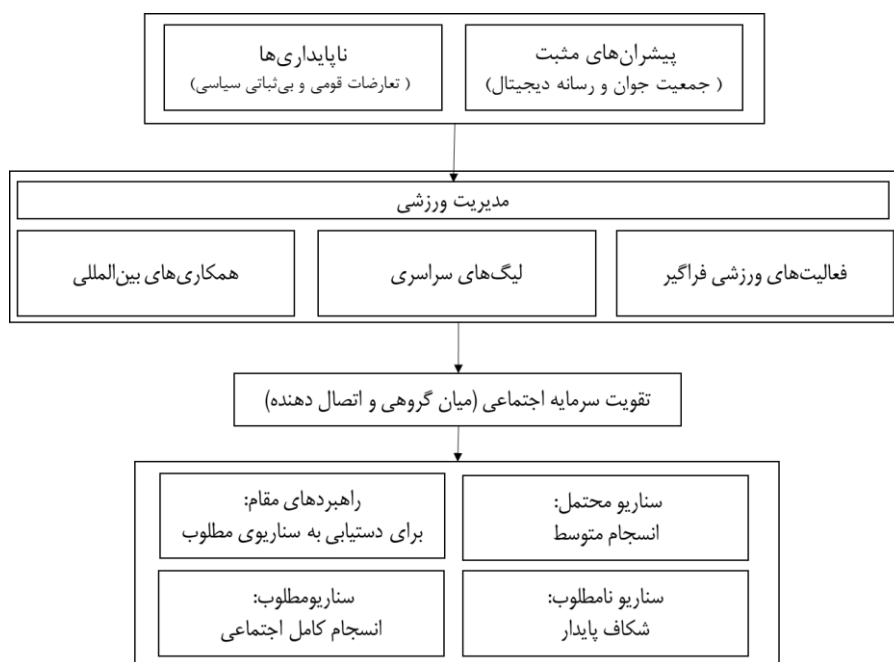 پیشران‌های مثبت
( جمعیت جوان و رسانه دیجیتال)
ناپایداری‌ها
( تعارضات قومی و بی‌ثباتی سیاسی)
مدیریت ورزشی
فعالیت‌های ورزشی فراگیر
لیگ‌های سراسری
همکاری‌های بین‌المللی
تقویت سرمایه اجتماعی (میان گروهی و اتصال دهنده)
سناریو محتمل:
انسجام متوسط
راهبردهای مقام:
برای دستیابی به سناریوی مطلوب
سناریو نامطلوب:
شکاف پایدار
سناریومطلوب:
انسجام کامل اجتماعی